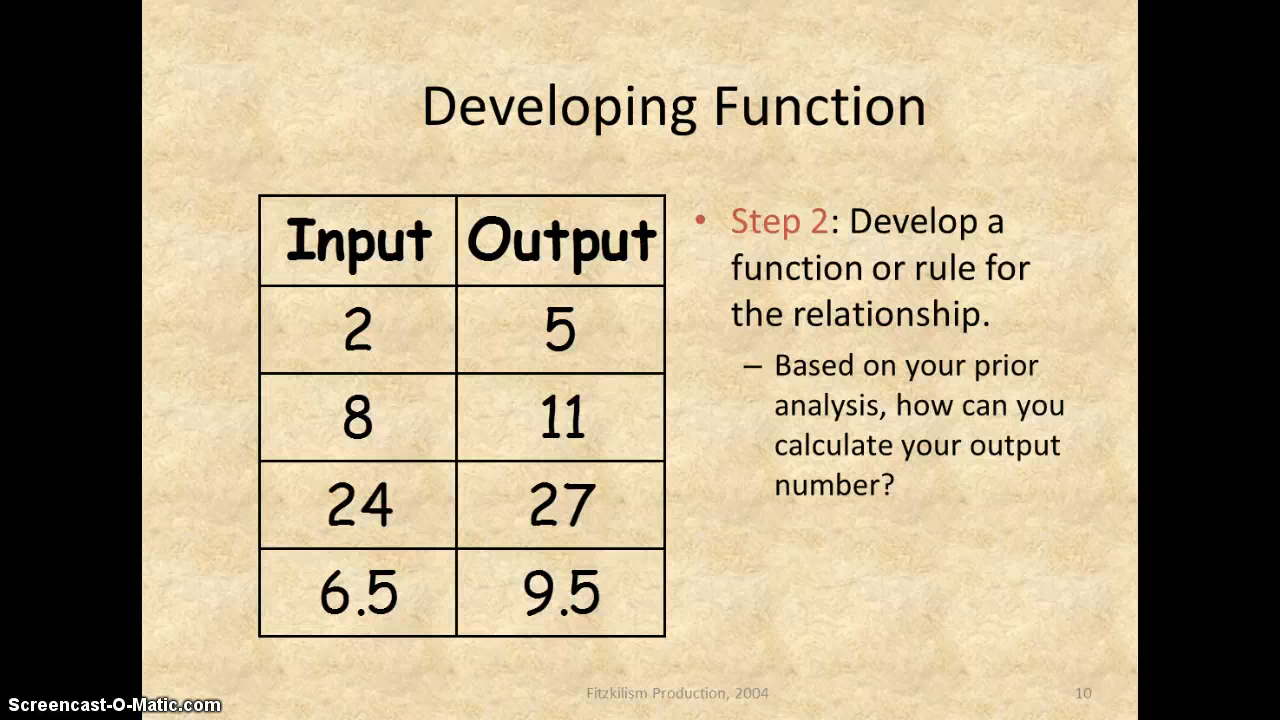 Developing Function
Input Output
2 5
8 11
24 27
6.5 9.5
• Step 2: Develop a
function or rule for
the relationship.
– Based on your prior
analysis, how can you
calculate your output
number?
Fitzkilism Production, 2004
10
Screencast-O-Matic.com